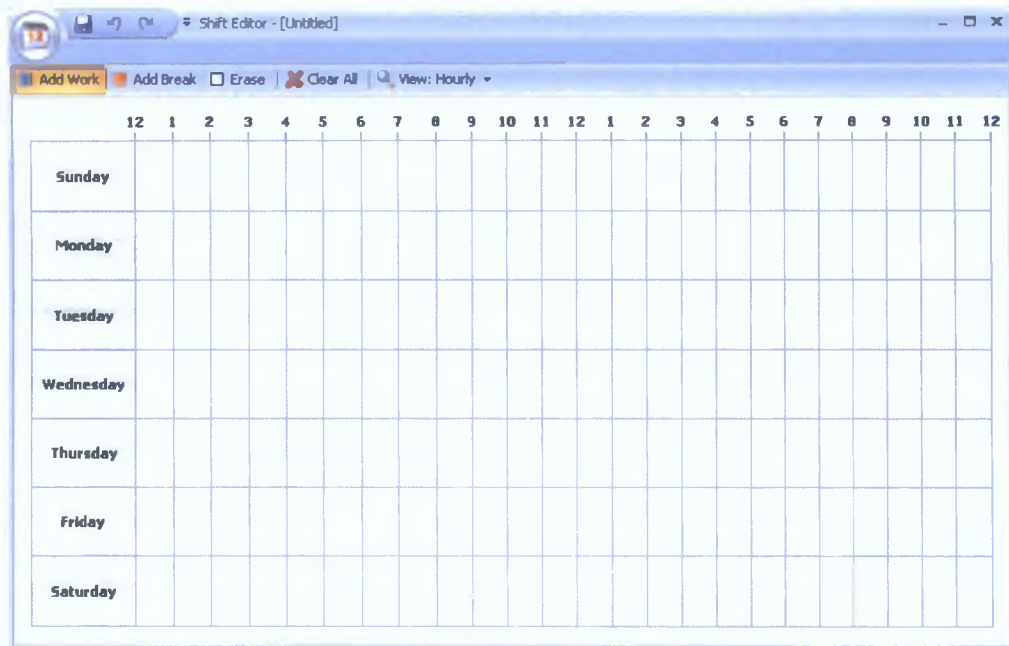 Shift Editor - [Untitled]
Add Work Add Break Erase Clear All View: Hourly
12 1 2 3 4 5 6 7 8 9 10 11 12 1 2 3 4 5 6 7 8 9 10 11 12
Sunday
Monday
Tuesday
Wednesday
Thursday
Friday
Saturday